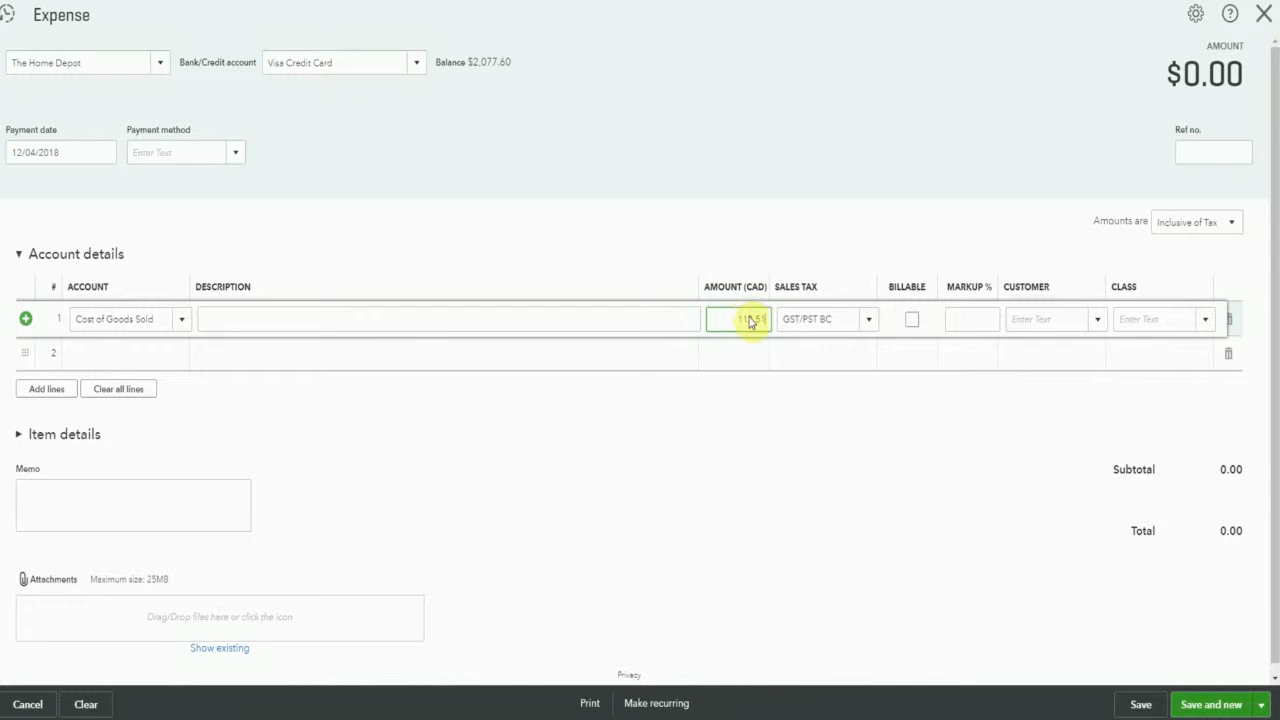 Expense
AMOUNT
$0.00
The Home Depot
Bank/Credit account
Visa Credit Card
Balance $2,077.60
Payment date
Payment method
Ref no.
12/04/2018
Enter Text
Amounts are
Inclusive of Tax
Account details
# ACCOUNT DESCRIPTION AMOUNT (CAD) SALES TAX BILLABLE MARKUP % CUSTOMER CLASS
1 Cost of Goods Sold GST/PST BC Enter Text Enter Text
2
Add lines
Clear all lines
Item details
Memo
Subtotal 0.00
Total 0.00
Attachments Maximum size: 25MB
Drag/Drop files here or click the icon
Show existing
Privacy
Cancel
Clear
Print
Make recurring
Save
Save and new